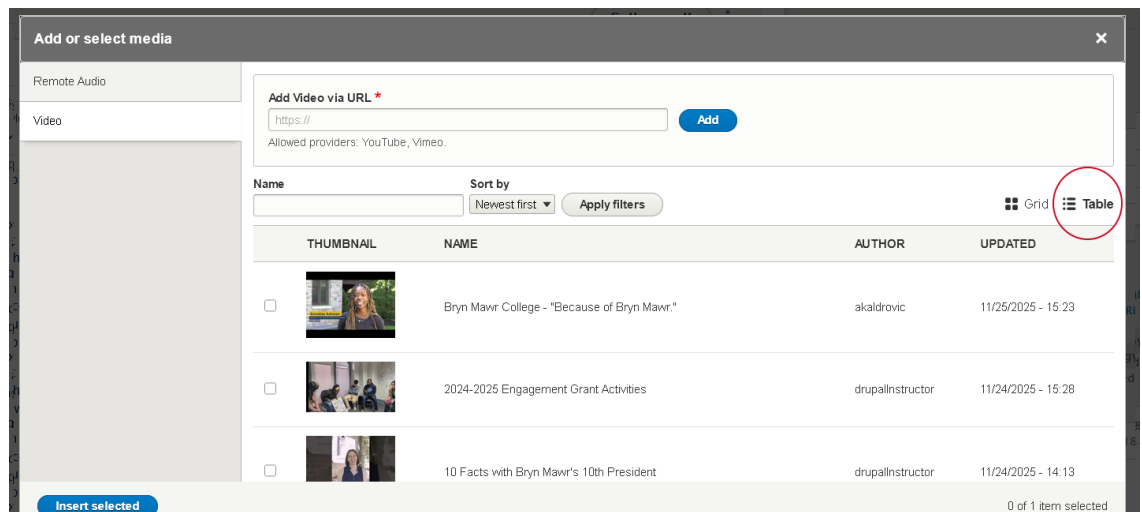 Add or select media ×
Remote Audio
Video
Add Video via URL *
https://
Add
Allowed providers: YouTube, Vimeo.
Name
Sort by
Newest first ▼
Apply filters
Grid
Table
THUMBNAIL NAME AUTHOR UPDATED
Bryn Mawr College - "Because of Bryn Mawr." akaldrovic 11/25/2025 - 15:23
2024-2025 Engagement Grant Activities drupalInstructor 11/24/2025 - 15:28
10 Facts with Bryn Mawr's 10th President drupalInstructor 11/24/2025 - 14:13
Insert selected
0 of 1 item selected